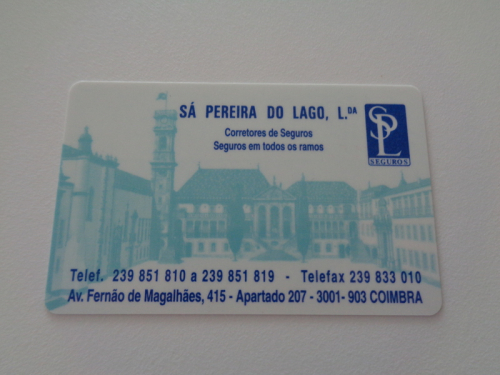 SÁ PEREIRA DO LAGO, L.DA
Corretores de Seguros
Seguros em todos os ramos
SPL
SEGUROS
Telef. 239 851 810 a 239 851 819 - Telefax 239 833 010
Av. Fernão de Magalhães, 415 - Apartado 207 - 3001- 903 COIMBRA